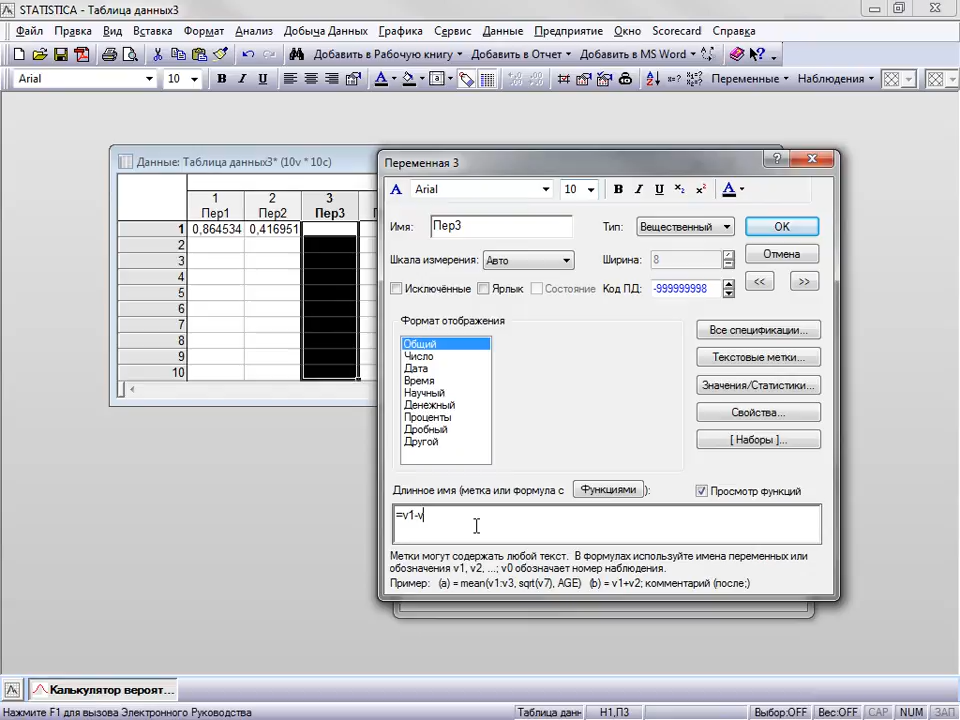 STATISTICA - Таблица данных3
Файл Правка Вид Вставка Формат Анализ Добыча Данных Графика Сервис Данные Предприятие Окно Scorecard Справка
Добавить в Рабочую книгу Добавить в Отчет Добавить в MS Word
Arial 10 B I U Переменные Наблюдения
Данные: Таблица данных3* (10v * 10c)
1 2 3
Пер1 Пер2 Пер3
1 0,864534 0,416951
2
3
4
5
6
7
8
9
10
Переменная 3
Arial 10 B I U
Имя: Пер3 Тип: Вещественный OK
Шкала измерения: Авто Ширина: 8 Отмена
Исключённые Ярлык Состояние Код ПД: -999999998 << >>
Формат отображения
Общий
Число
Дата
Время
Научный
Денежный
Проценты
Дробный
Другой
Все спецификации...
Текстовые метки...
Значения/Статистики...
Свойства...
[ Наборы ]...
Длинное имя (метка или формула с Функциями ): Просмотр функций
=v1-v
Метки могут содержать любой текст. В формулах используйте имена переменных или
обозначения v1, v2, ...; v0 обозначает номер наблюдения.
Пример: (a) = mean(v1:v3, sqrt(v7), AGE) (b) = v1+v2; комментарий (после;)
Калькулятор вероят...
Нажмите F1 для вызова Электронного Руководства Таблица данн Н1,П3 Выбор:OFF Вес:OFF CAP NUM ЗАП